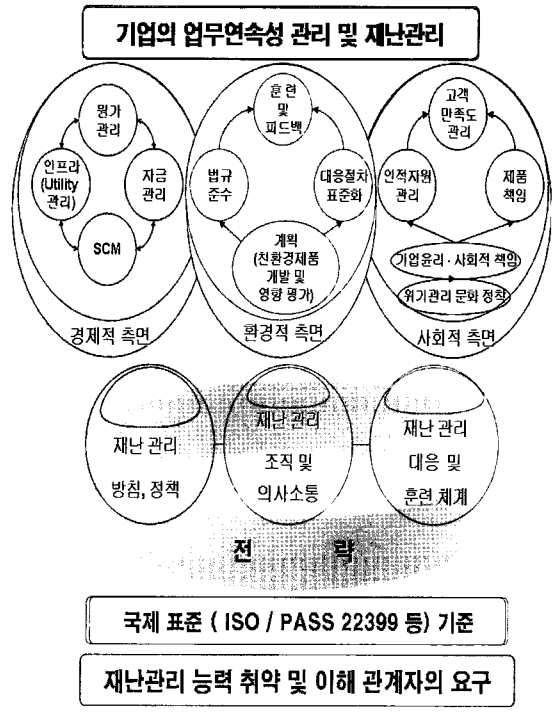 기업의 업무연속성 관리 및 재난관리
원가
관리
인프라
(Utility
관리)
자금
관리
SCM
경제적 측면
훈련
및
피드백
법규
준수
대응절차
표준화
계획
(친환경제품
개발 및
영향 평가)
환경적 측면
고객
만족도
관리
인적자원
관리
제품
책임
기업윤리·사회적 책임
위기관리 문화 정착
사회적 측면
재난 관리
방침, 정책
재난 관리
조직 및
의사소통
재난 관리
대응 및
훈련 체계
전 략
국제 표준 ( ISO / PASS 22399 등) 기준
재난관리 능력 취약 및 이해 관계자의 요구